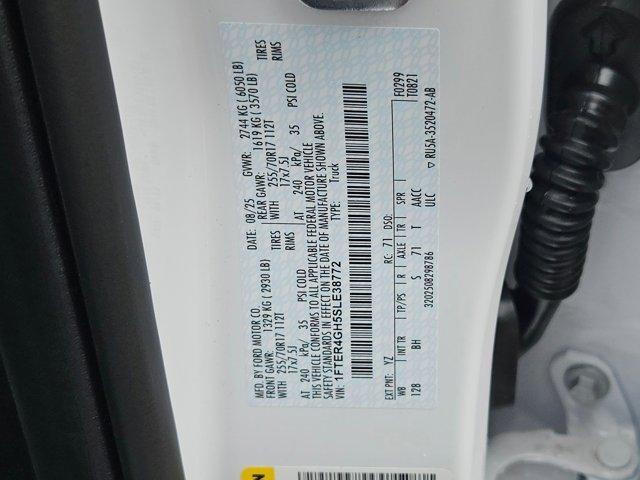 MFD. BY FORD MOTOR CO.
DATE: 08/25
GVWR: 2744 KG ( 6050 LB)
FRONT GAWR: 1329 KG ( 2930 LB)
REAR GAWR: 1619 KG ( 3570 LB)
WITH 255/70R17 112T TIRES
17x7.5J RIMS
AT 240 kPa/ 35 PSI COLD
WITH 255/70R17 112T TIRES
17x7.5J RIMS
AT 240 kPa/ 35 PSI COLD
THIS VEHICLE CONFORMS TO ALL APPLICABLE FEDERAL MOTOR VEHICLE
SAFETY STANDARDS IN EFFECT ON THE DATE OF MANUFACTURE SHOWN ABOVE.
VIN: 1FTER4GH5SLE38772
TYPE: Truck
F0299
T0821
EXT PNT: YZ RC: 71 DSO:
WB INT TR TP/PS R AXLE TR SPR
128 BH S 71 T AACC
ULC
3202508298786
▽ RU5A-3520472-AB
N